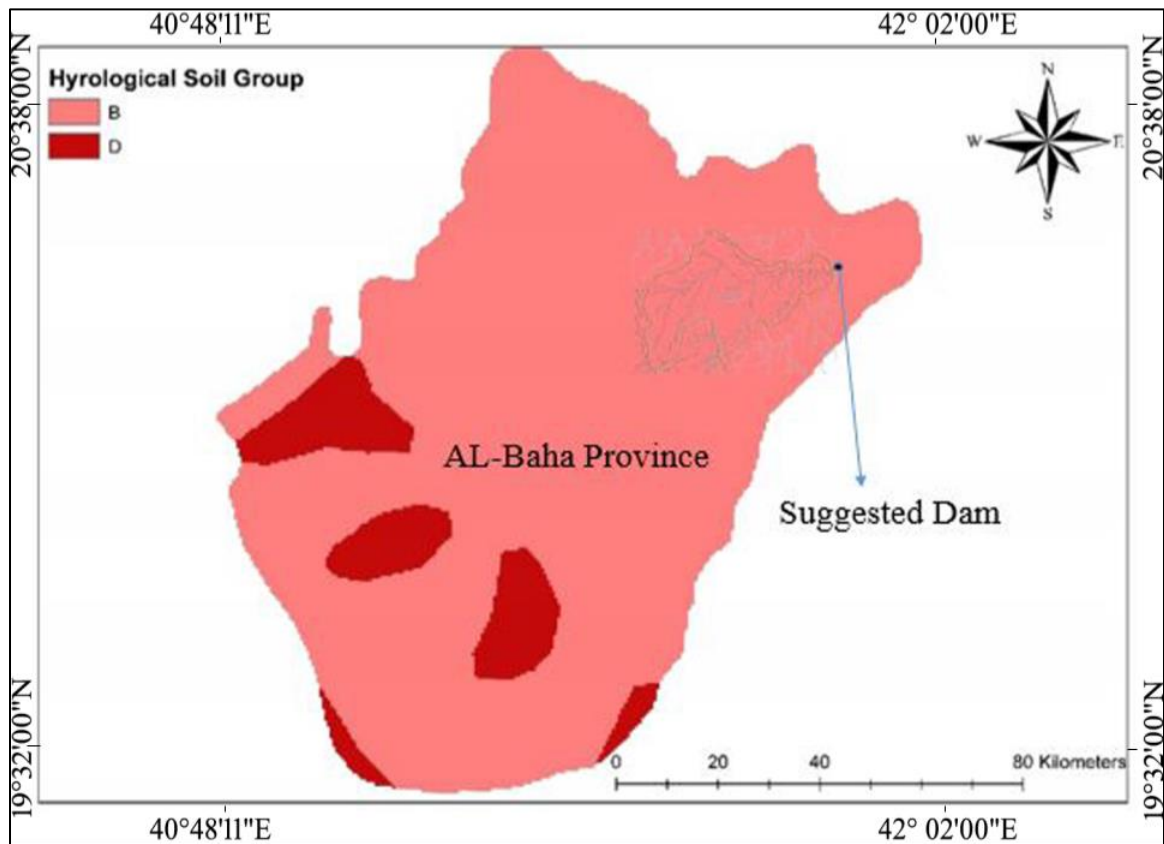 40°48'11"E
42° 02'00"E
20°38'00"N
20°38'00"N
Hyrological Soil Group
B
D
N
W
E
S
AL-Baha Province
Suggested Dam
19°32'00"N
19°32'00"N
0 20 40 80 Kilometers
40°48'11"E
42° 02'00"E